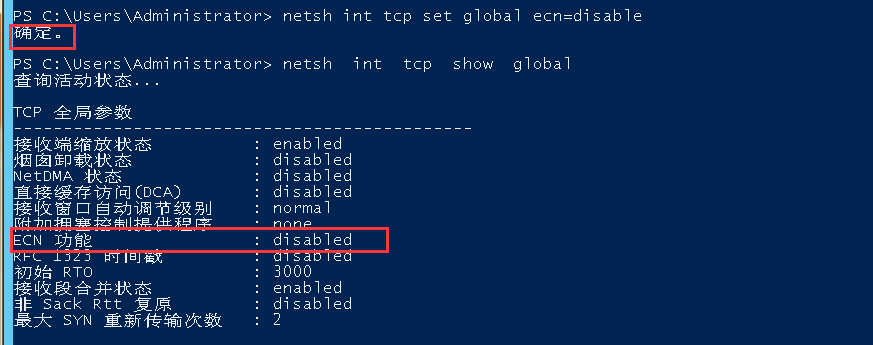 PS C:\Users\Administrator> netsh int tcp set global ecn=disable
确定。
PS C:\Users\Administrator> netsh  int  tcp  show  global
查询活动状态...
TCP 全局参数
----------------------------------------------
接收端缩放状态 : enabled
烟囱卸载状态 : disabled
NetDMA 状态 : disabled
直接缓存访问(DCA) : disabled
接收窗口自动调节级别 : normal
附加拥塞控制提供程序 : none
ECN 功能 : disabled
RFC 1323 时间戳 : disabled
初始 RTO : 3000
接收段合并状态 : enabled
非 Sack Rtt 复原 : disabled
最大 SYN 重新传输次数 : 2